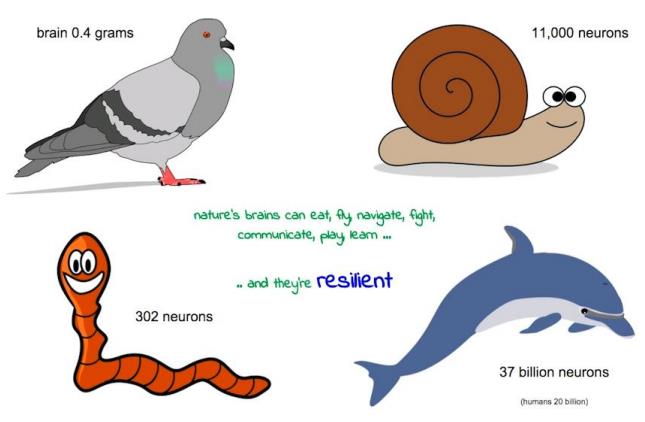 brain 0.4 grams
11,000 neurons
nature's brains can eat, fly, navigate, fight,
communicate, play, learn ...
.. and they're resilient
302 neurons
37 billion neurons
(humans 20 billion)